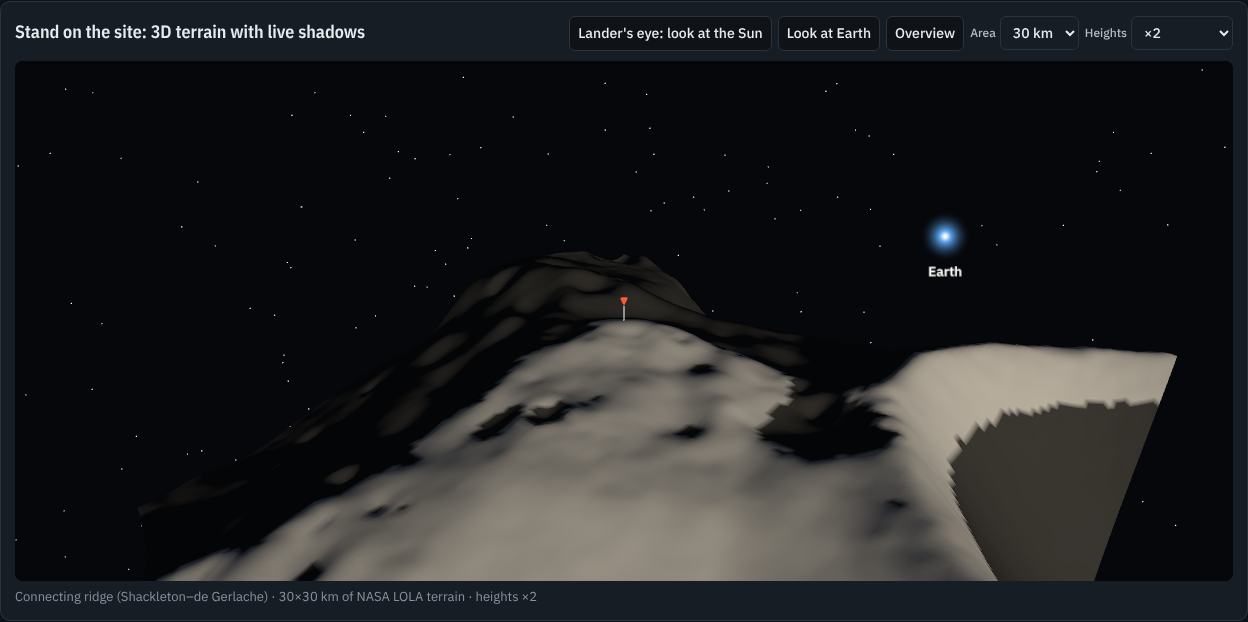 Stand on the site: 3D terrain with live shadows
Lander's eye: look at the Sun
Look at Earth
Overview
Area
30 km
Heights
×2
Earth
Connecting ridge (Shackleton–de Gerlache) · 30×30 km of NASA LOLA terrain · heights ×2